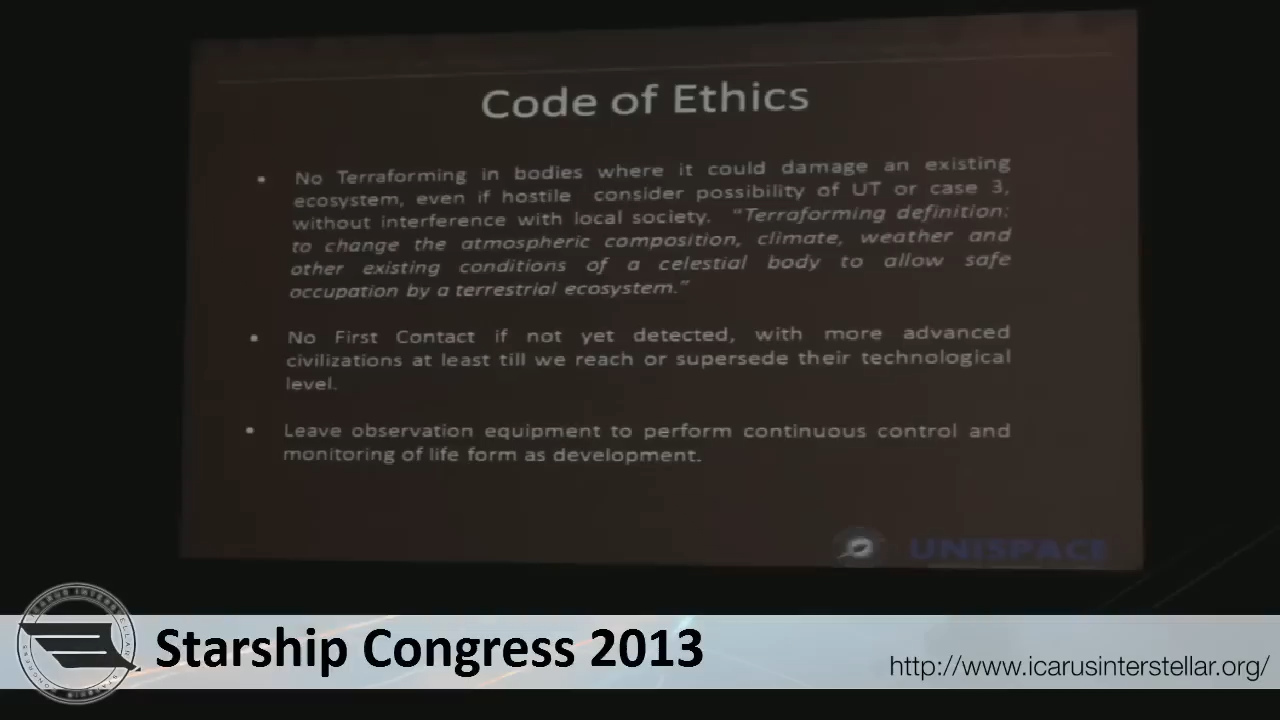 Code of Ethics
• No Terraforming in bodies where it could damage an existing
ecosystem, even if hostile consider possibility of UT or case 3,
without interference with local society. "Terraforming definition:
to change the atmospheric composition, climate, weather and
other existing conditions of a celestial body to allow safe
occupation by a terrestrial ecosystem."
• No First Contact if not yet detected, with more advanced
civilizations at least till we reach or supersede their technological
level.
• Leave observation equipment to perform continuous control and
monitoring of life form as development.
UNISPACE
ICARUS INTERSTELLAR
STARSHIP CONGRESS
Starship Congress 2013
http://www.icarusinterstellar.org/